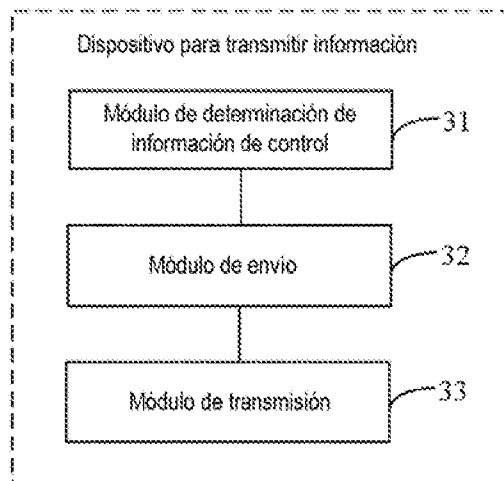 Dispositivo para transmitir información
Módulo de determinación de
información de control
31
Módulo de envío
32
Módulo de transmisión
33